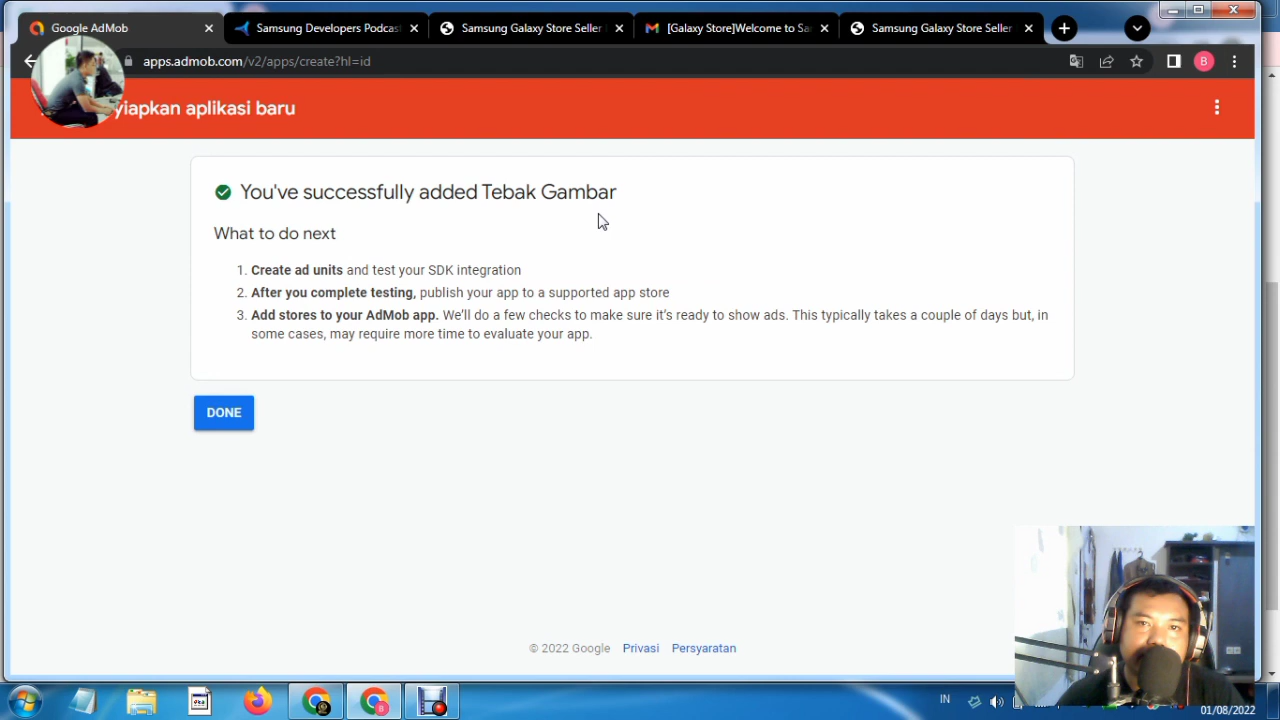 Google AdMob
Samsung Developers Podcas
Samsung Galaxy Store Seller
[Galaxy Store]Welcome to Sa
Samsung Galaxy Store Seller
apps.admob.com/v2/apps/create?hl=id
B
yiapkan aplikasi baru
You've successfully added Tebak Gambar
What to do next
1. Create ad units and test your SDK integration
2. After you complete testing, publish your app to a supported app store
3. Add stores to your AdMob app. We'll do a few checks to make sure it's ready to show ads. This typically takes a couple of days but, in
some cases, may require more time to evaluate your app.
DONE
© 2022 Google Privasi Persyaratan
IN
01/08/2022